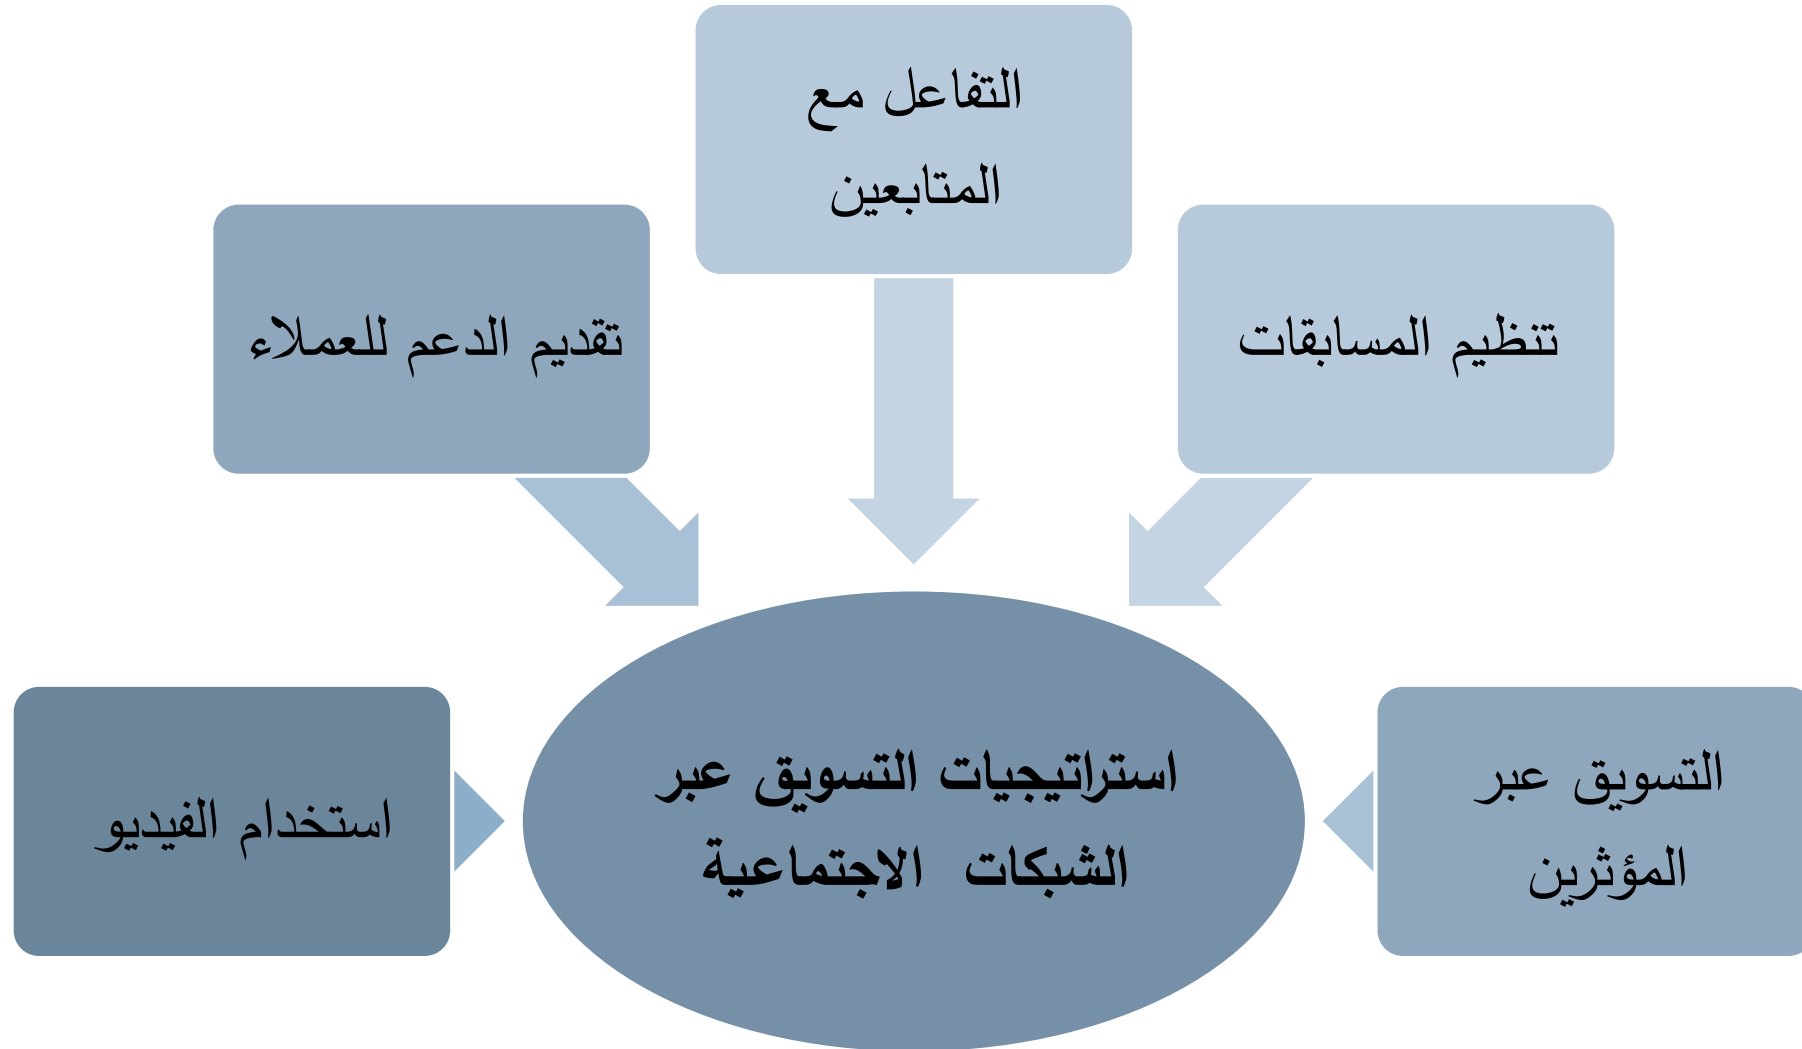 التفاعل مع
المتابعين
تنظيم المسابقات
تقديم الدعم للعملاء
التسويق عبر
المؤثرين
استراتيجيات التسويق عبر
الشبكات  الاجتماعية
استخدام الفيديو